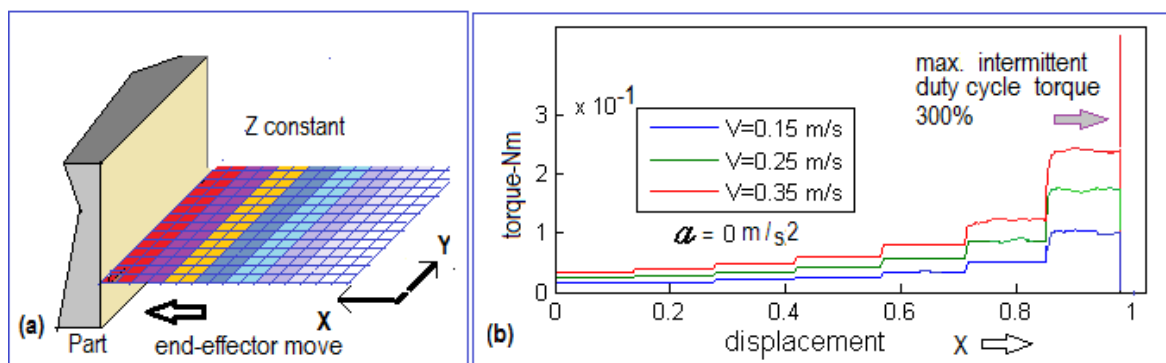 Z constant
Y
X
(a)
Part
end-effector move
(b)
torque-Nm
x 10⁻¹
3
2
1
0
V=0.15 m/s
V=0.25 m/s
V=0.35 m/s
a = 0 m/s2
max. intermittent
duty cycle torque
300%
0 0.2 0.4 0.6 0.8 1
displacement X